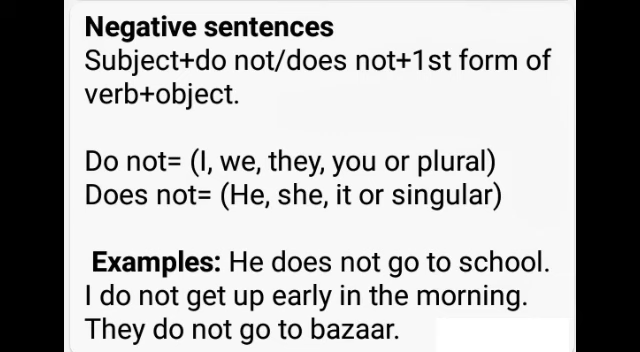 Negative sentences
Subject+do not/does not+1st form of
verb+object.
Do not= (I, we, they, you or plural)
Does not= (He, she, it or singular)
Examples: He does not go to school.
I do not get up early in the morning.
They do not go to bazaar.